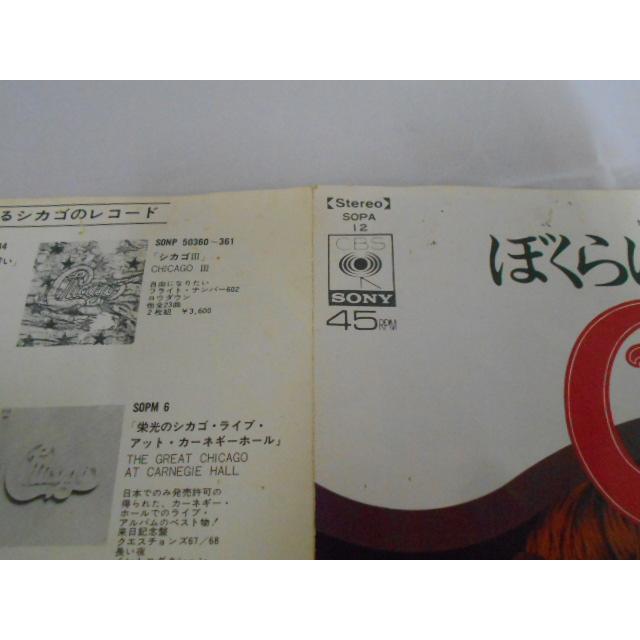 るシカゴのレコード
SONP 50360~361
「シカゴⅢ」
CHICAGO Ⅲ
自由になりたい
フライト・ナンバー602
ロウダウン
他全23曲
2枚組 ¥3,600
SOPM 6
「栄光のシカゴ・ライブ・
アット・カーネギーホール」
THE GREAT CHICAGO
AT CARNEGIE HALL
日本でのみ発売許可の
得られた、カーネギー・
ホールでのライブ・
アルバムのベスト物!
来日記念盤
クエスチョンズ67/68
長い夜
【Stereo】
SOPA
12
CBS
SONY
45RPM
ぼくらに